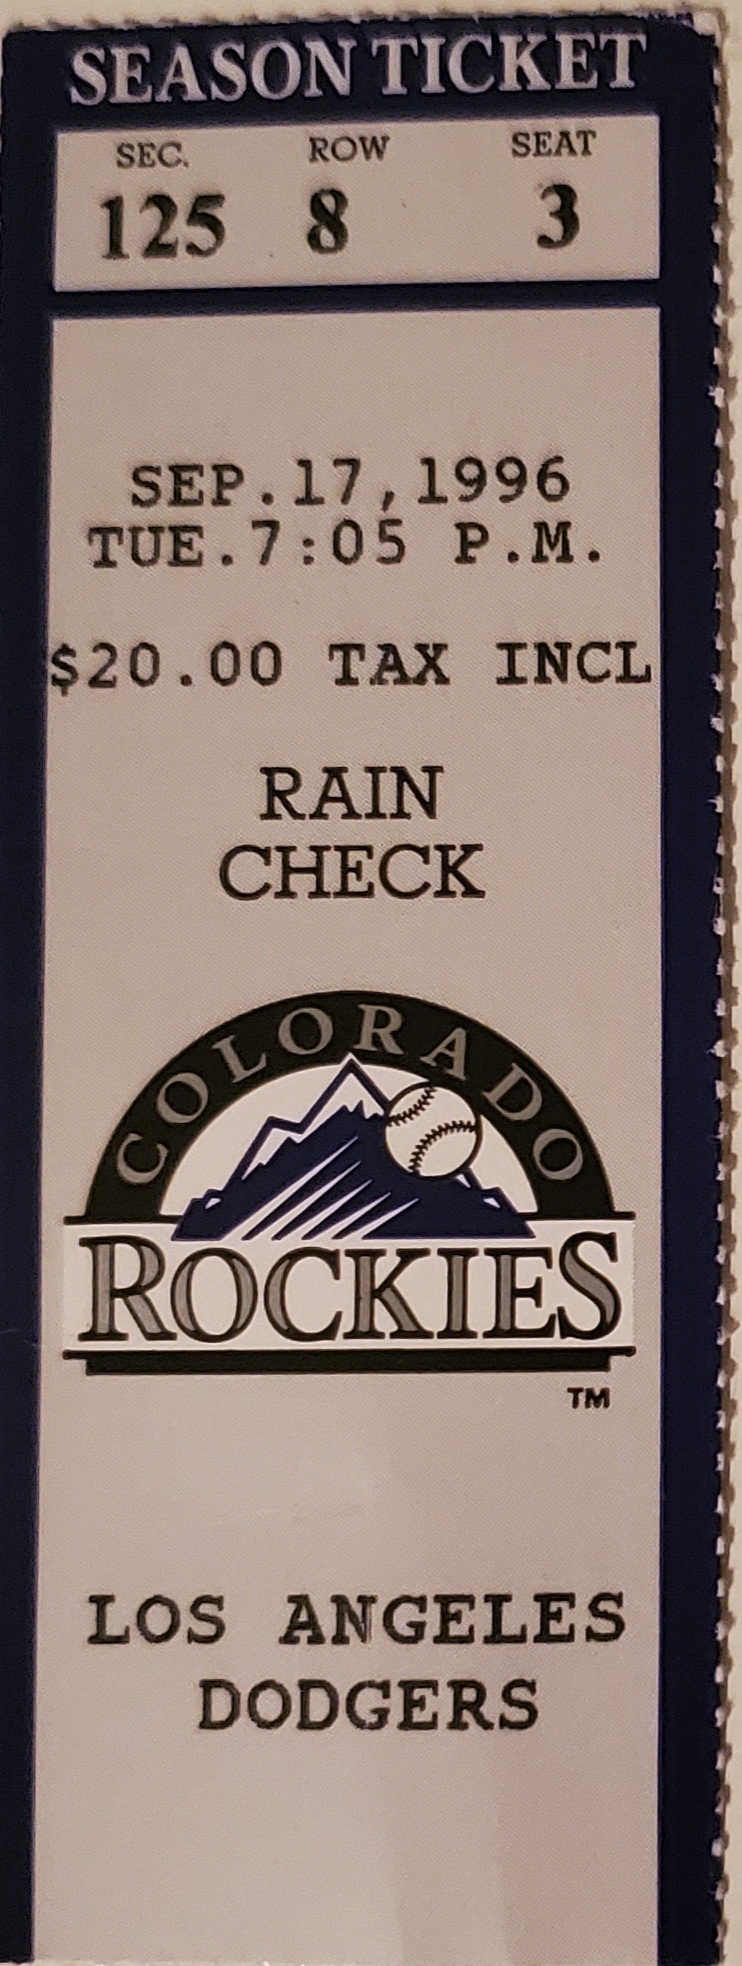 SEASON TICKET
SEC. ROW SEAT
125 8 3
SEP.17,1996
TUE.7:05 P.M.
$20.00 TAX INCL
RAIN
CHECK
COLORADO
ROCKIES
TM
LOS ANGELES
DODGERS